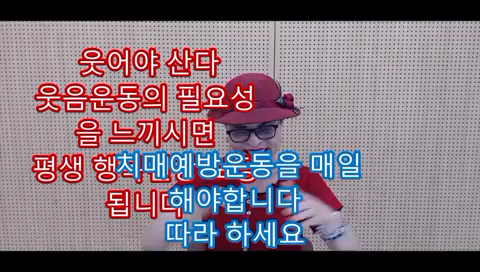 웃어야 산다
웃음운동의 필요성
을 느끼시면
평생 행
됩니다
치매예방운동을 매일
해야합니다
따라 하세요